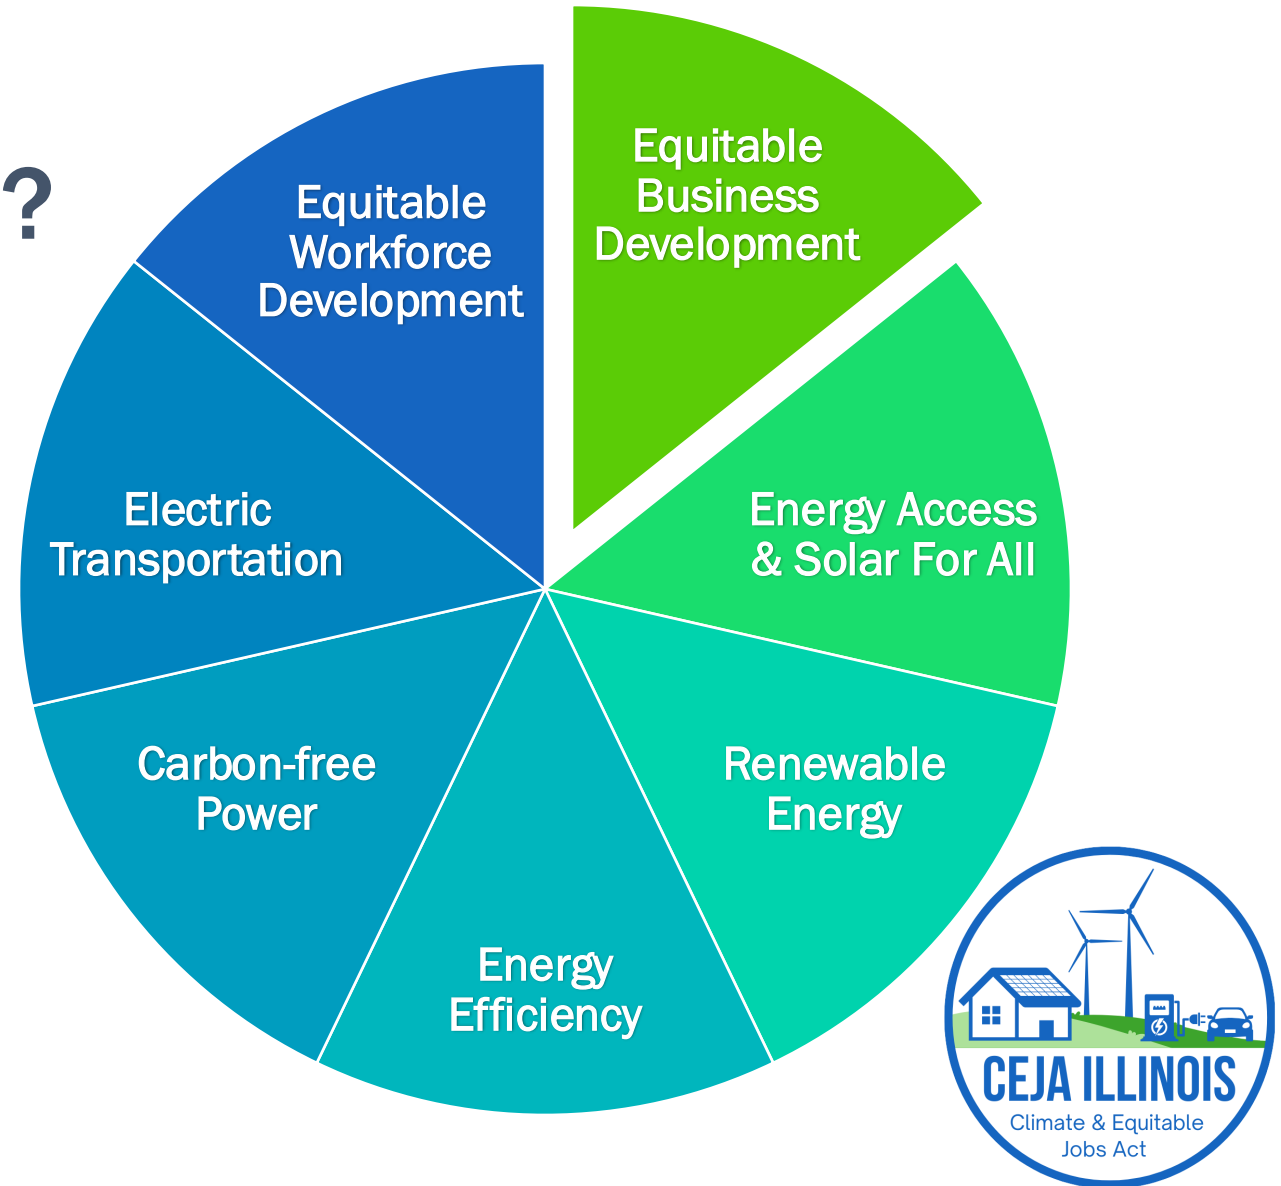 ?
Equitable
Business
Development
Equitable
Workforce
Development
Energy Access
& Solar For All
Electric
Transportation
Renewable
Energy
Carbon-free
Power
Energy
Efficiency
CEJA ILLINOIS
Climate & Equitable
Jobs Act